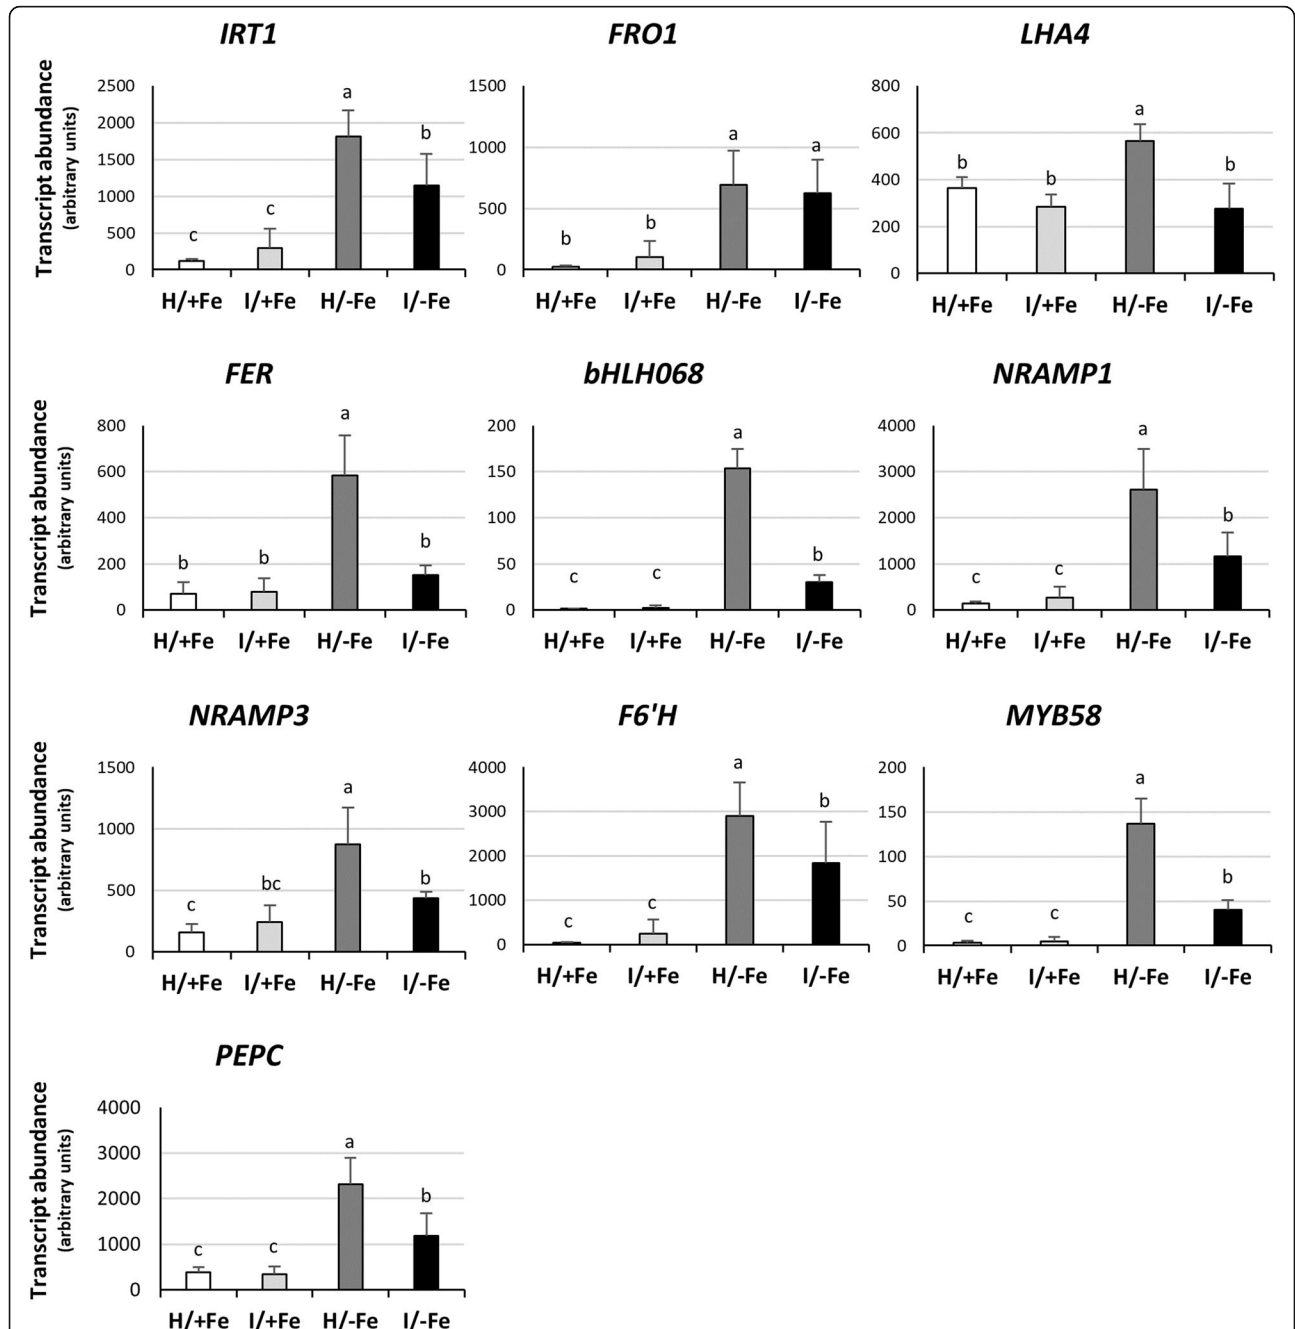 IRT1 FRO1 LHA4
Transcript abundance
(arbitrary units)
2500
2000
1500
1000
500
0
c c a b
H/+Fe I/+Fe H/-Fe I/-Fe
1500
1000
500
0
b b a a
H/+Fe I/+Fe H/-Fe I/-Fe
800
600
400
200
0
b b a b
H/+Fe I/+Fe H/-Fe I/-Fe
FER bHLH068 NRAMP1
Transcript abundance
(arbitrary units)
800
600
400
200
0
b b a b
H/+Fe I/+Fe H/-Fe I/-Fe
200
150
100
50
0
c c a b
H/+Fe I/+Fe H/-Fe I/-Fe
4000
3000
2000
1000
0
c c a b
H/+Fe I/+Fe H/-Fe I/-Fe
NRAMP3 F6'H MYB58
Transcript abundance
(arbitrary units)
1500
1000
500
0
c bc a b
H/+Fe I/+Fe H/-Fe I/-Fe
4000
3000
2000
1000
0
c c a b
H/+Fe I/+Fe H/-Fe I/-Fe
200
150
100
50
0
c c a b
H/+Fe I/+Fe H/-Fe I/-Fe
PEPC
Transcript abundance
(arbitrary units)
4000
3000
2000
1000
0
c c a b
H/+Fe I/+Fe H/-Fe I/-Fe